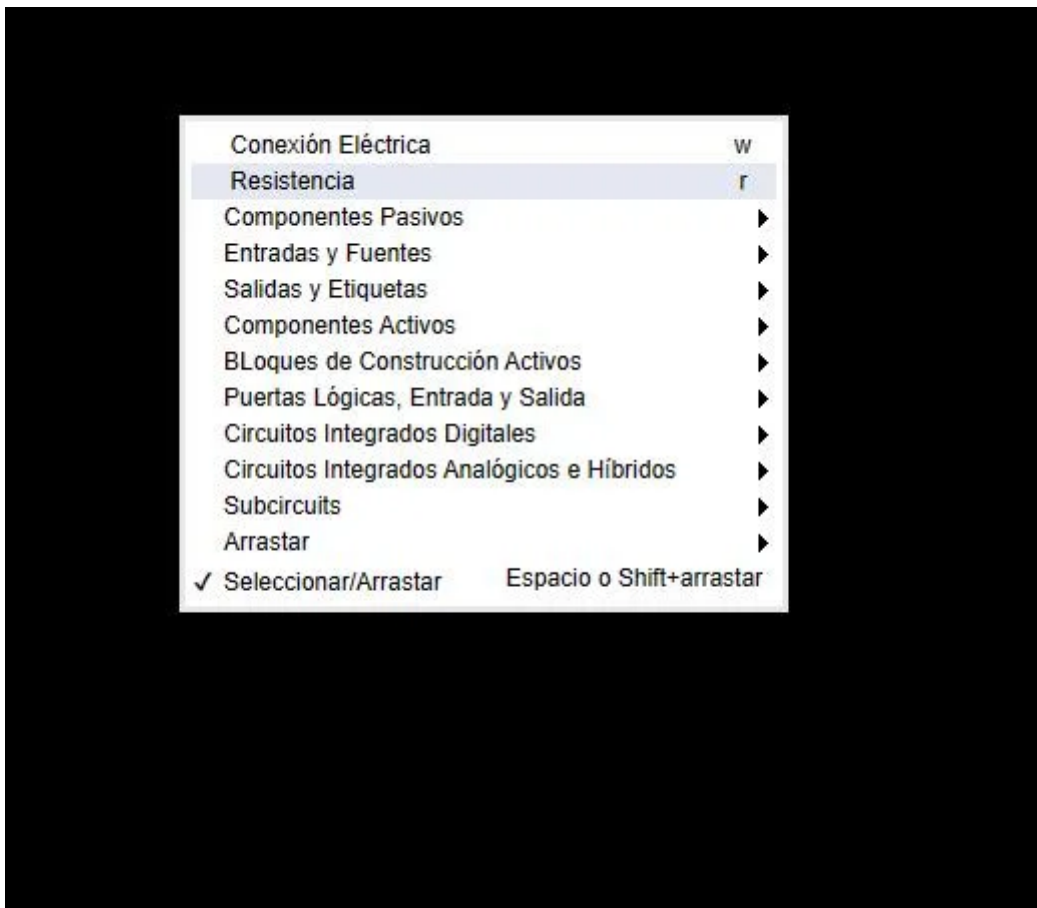 Conexión Eléctrica w
Resistencia r
Componentes Pasivos
Entradas y Fuentes
Salidas y Etiquetas
Componentes Activos
BLoques de Construcción Activos
Puertas Lógicas, Entrada y Salida
Circuitos Integrados Digitales
Circuitos Integrados Analógicos e Híbridos
Subcircuits
Arrastar
Seleccionar/Arrastar Espacio o Shift+arrastar